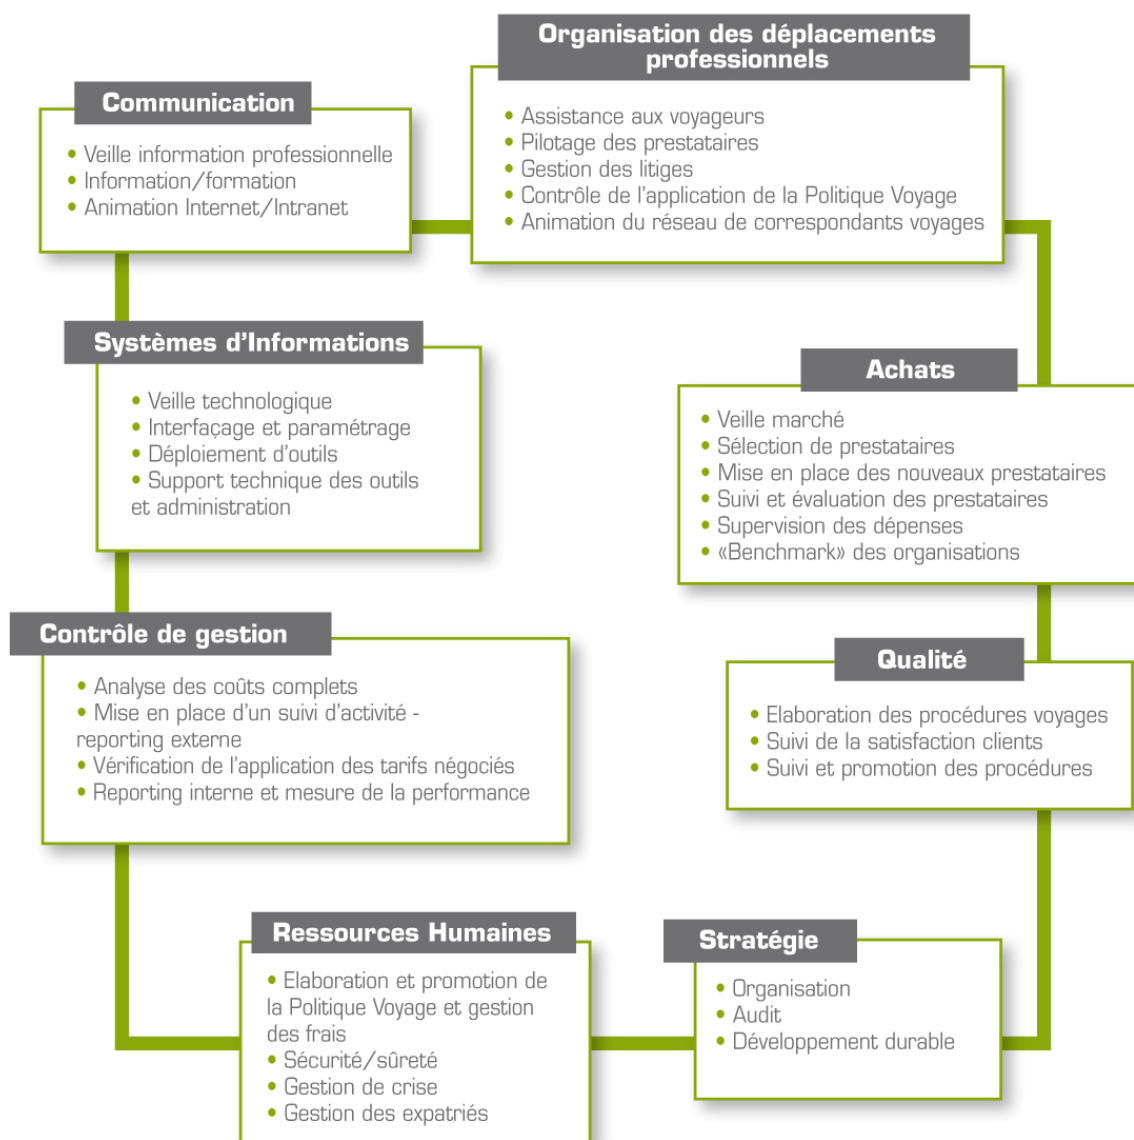 Organisation des déplacements
professionnels
• Assistance aux voyageurs
• Pilotage des prestataires
• Gestion des litiges
• Contrôle de l'application de la Politique Voyage
• Animation du réseau de correspondants voyages
Communication
• Veille information professionnelle
• Information/formation
• Animation Internet/Intranet
Systèmes d'Informations
• Veille technologique
• Interfaçage et paramétrage
• Déploiement d'outils
• Support technique des outils
et administration
Achats
• Veille marché
• Sélection de prestataires
• Mise en place des nouveaux prestataires
• Suivi et évaluation des prestataires
• Supervision des dépenses
• «Benchmark» des organisations
Contrôle de gestion
• Analyse des coûts complets
• Mise en place d'un suivi d'activité -
reporting externe
• Vérification de l'application des tarifs négociés
• Reporting interne et mesure de la performance
Qualité
• Elaboration des procédures voyages
• Suivi de la satisfaction clients
• Suivi et promotion des procédures
Ressources Humaines
• Elaboration et promotion de
la Politique Voyage et gestion
des frais
• Sécurité/sûreté
• Gestion de crise
• Gestion des expatriés
Stratégie
• Organisation
• Audit
• Développement durable